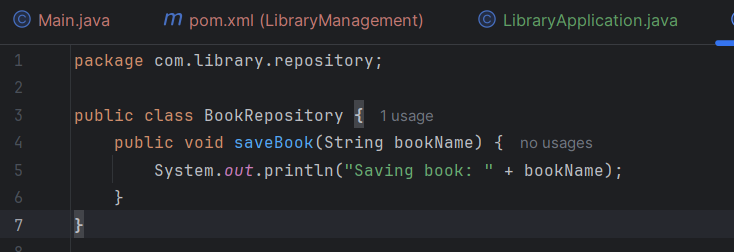 Main.java
m pom.xml (LibraryManagement)
LibraryApplication.java
1 package com.library.repository;
2
3 public class BookRepository { 1 usage
4 public void saveBook(String bookName) { no usages
5 System.out.println("Saving book: " + bookName);
6 }
7 }